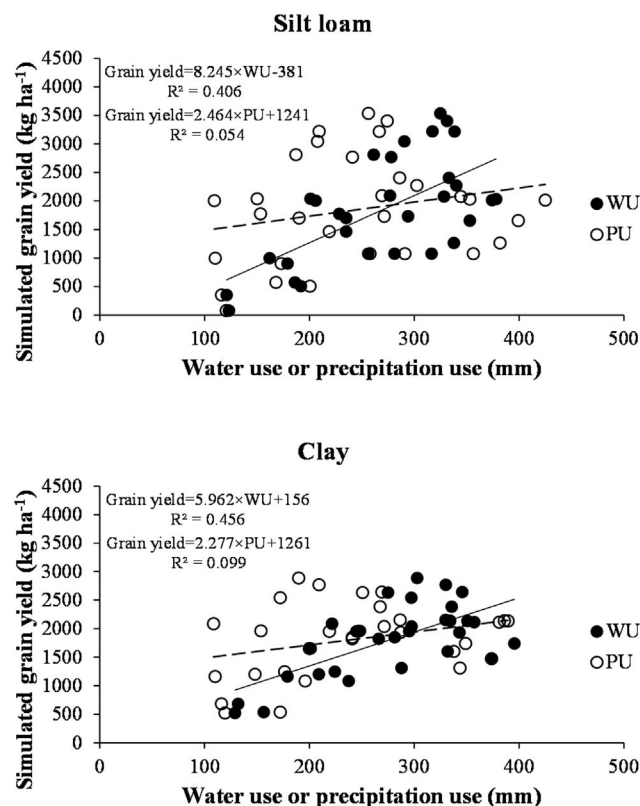 Silt loam
Simulated grain yield (kg ha⁻¹)
4500
4000
3500
3000
2500
2000
1500
1000
500
0
Grain yield=8.245×WU-381
R² = 0.406
Grain yield=2.464×PU+1241
R² = 0.054
WU
PU
0
100
200
300
400
500
Water use or precipitation use (mm)
Clay
Simulated grain yield (kg ha⁻¹)
4500
4000
3500
3000
2500
2000
1500
1000
500
0
Grain yield=5.962×WU+156
R² = 0.456
Grain yield=2.277×PU+1261
R² = 0.099
WU
PU
0
100
200
300
400
500
Water use or precipitation use (mm)